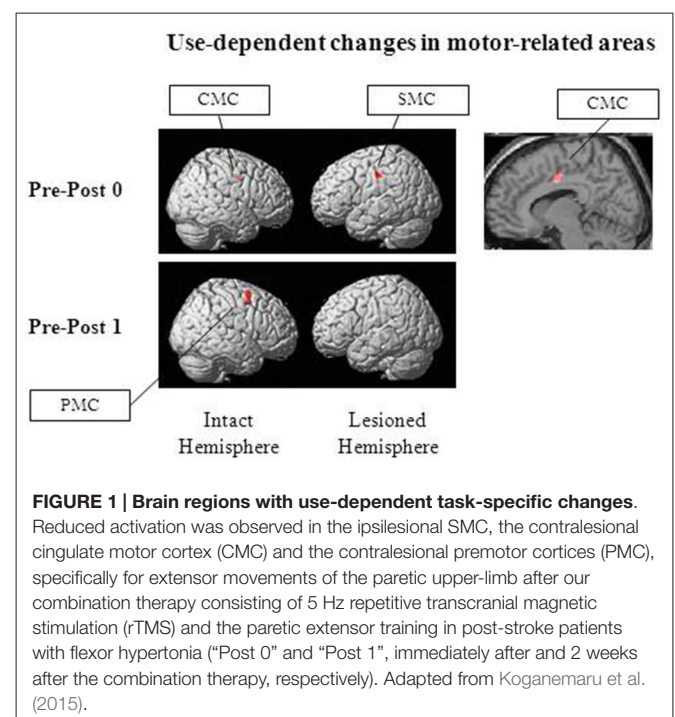 Use-dependent changes in motor-related areas
CMC
SMC
CMC
Pre-Post 0
Pre-Post 1
PMC
Intact
Hemisphere
Lesioned
Hemisphere
FIGURE 1 | Brain regions with use-dependent task-specific changes.
Reduced activation was observed in the ipsilesional SMC, the contralesional
cingulate motor cortex (CMC) and the contralesional premotor cortices (PMC),
specifically for extensor movements of the paretic upper-limb after our
combination therapy consisting of 5 Hz repetitive transcranial magnetic
stimulation (rTMS) and the paretic extensor training in post-stroke patients
with flexor hypertonia (“Post 0” and “Post 1”, immediately after and 2 weeks
after the combination therapy, respectively). Adapted from Koganemaru et al.
(2015).